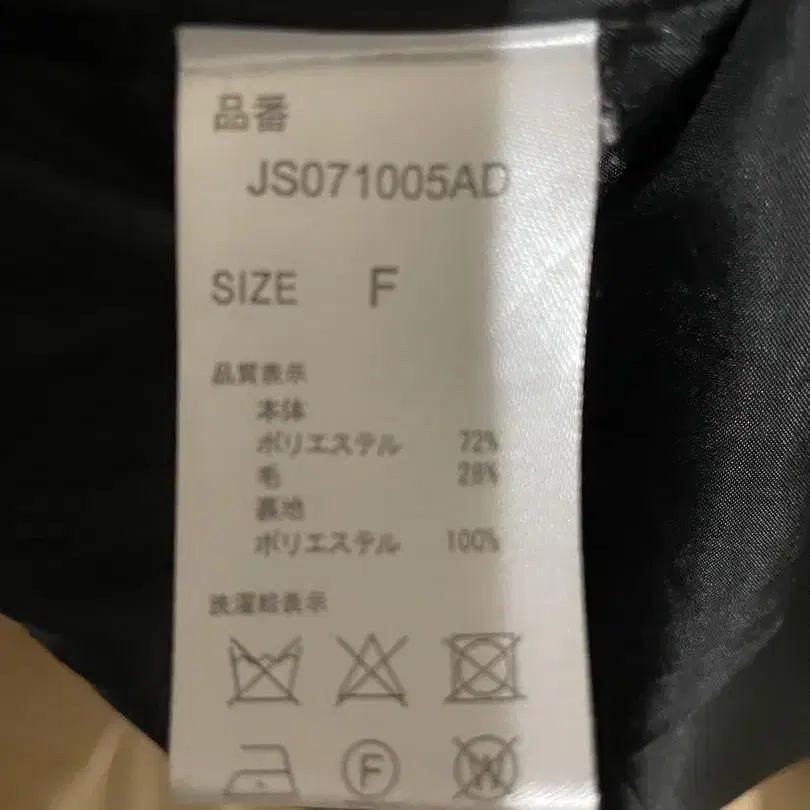 品番
JS071005AD
SIZE F
品質表示
本体
ポリエステル 72%
毛 28%
裏地
ポリエステル 100%
洗濯絵表示
F
W